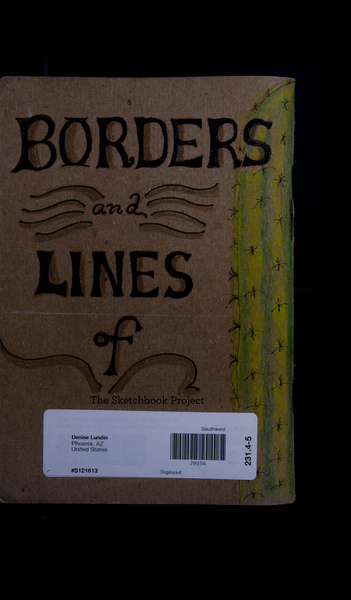 BORDERS
and
LINES
of
The Sketchbook Project
Southwest
Denise Lundin
Phoenix, AZ
United States
29356
231.4-5
#S121613
Digitized